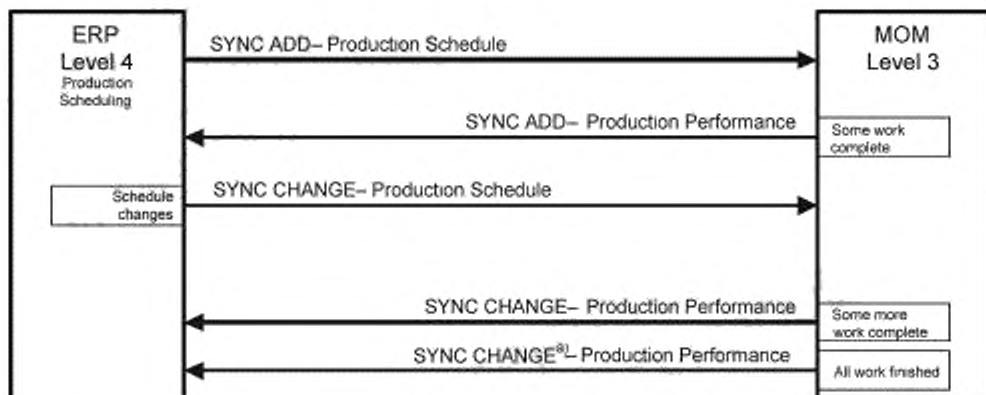 ERP
Level 4
Production
Scheduling
MOM
Level 3
SYNC ADD– Production Schedule
SYNC ADD– Production Performance
Some work
complete
Schedule
changes
SYNC CHANGE– Production Schedule
SYNC CHANGE– Production Performance
Some more
work complete
SYNC CHANGEa)– Production Performance
All work finished